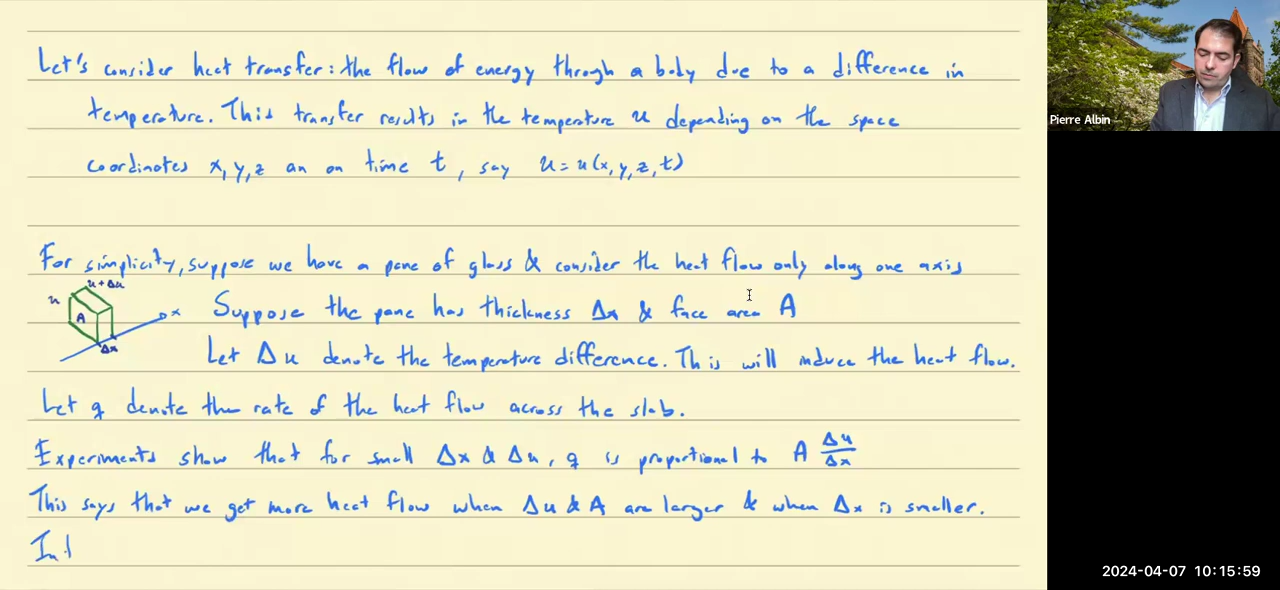 Let's consider heat transfer: the flow of energy through a body due to a difference in
temperature. This transfer results in the temperature u depending on the space
coordinates x, y, z an on time t, say u = u(x, y, z, t)
For simplicity, suppose we have a pane of glass & consider the heat flow only along one axis
u + Δu
u
A
x
Δx
Suppose the pane has thickness Δx & face area A
Let Δu denote the temperature difference. This will induce the heat flow.
Let q denote the rate of the heat flow across the slab.
Experiments show that for small Δx & Δu, q is proportional to A Δu/Δx
This says that we get more heat flow when Δu & A are larger & when Δx is smaller.
Pierre Albin
2024-04-07 10:15:59